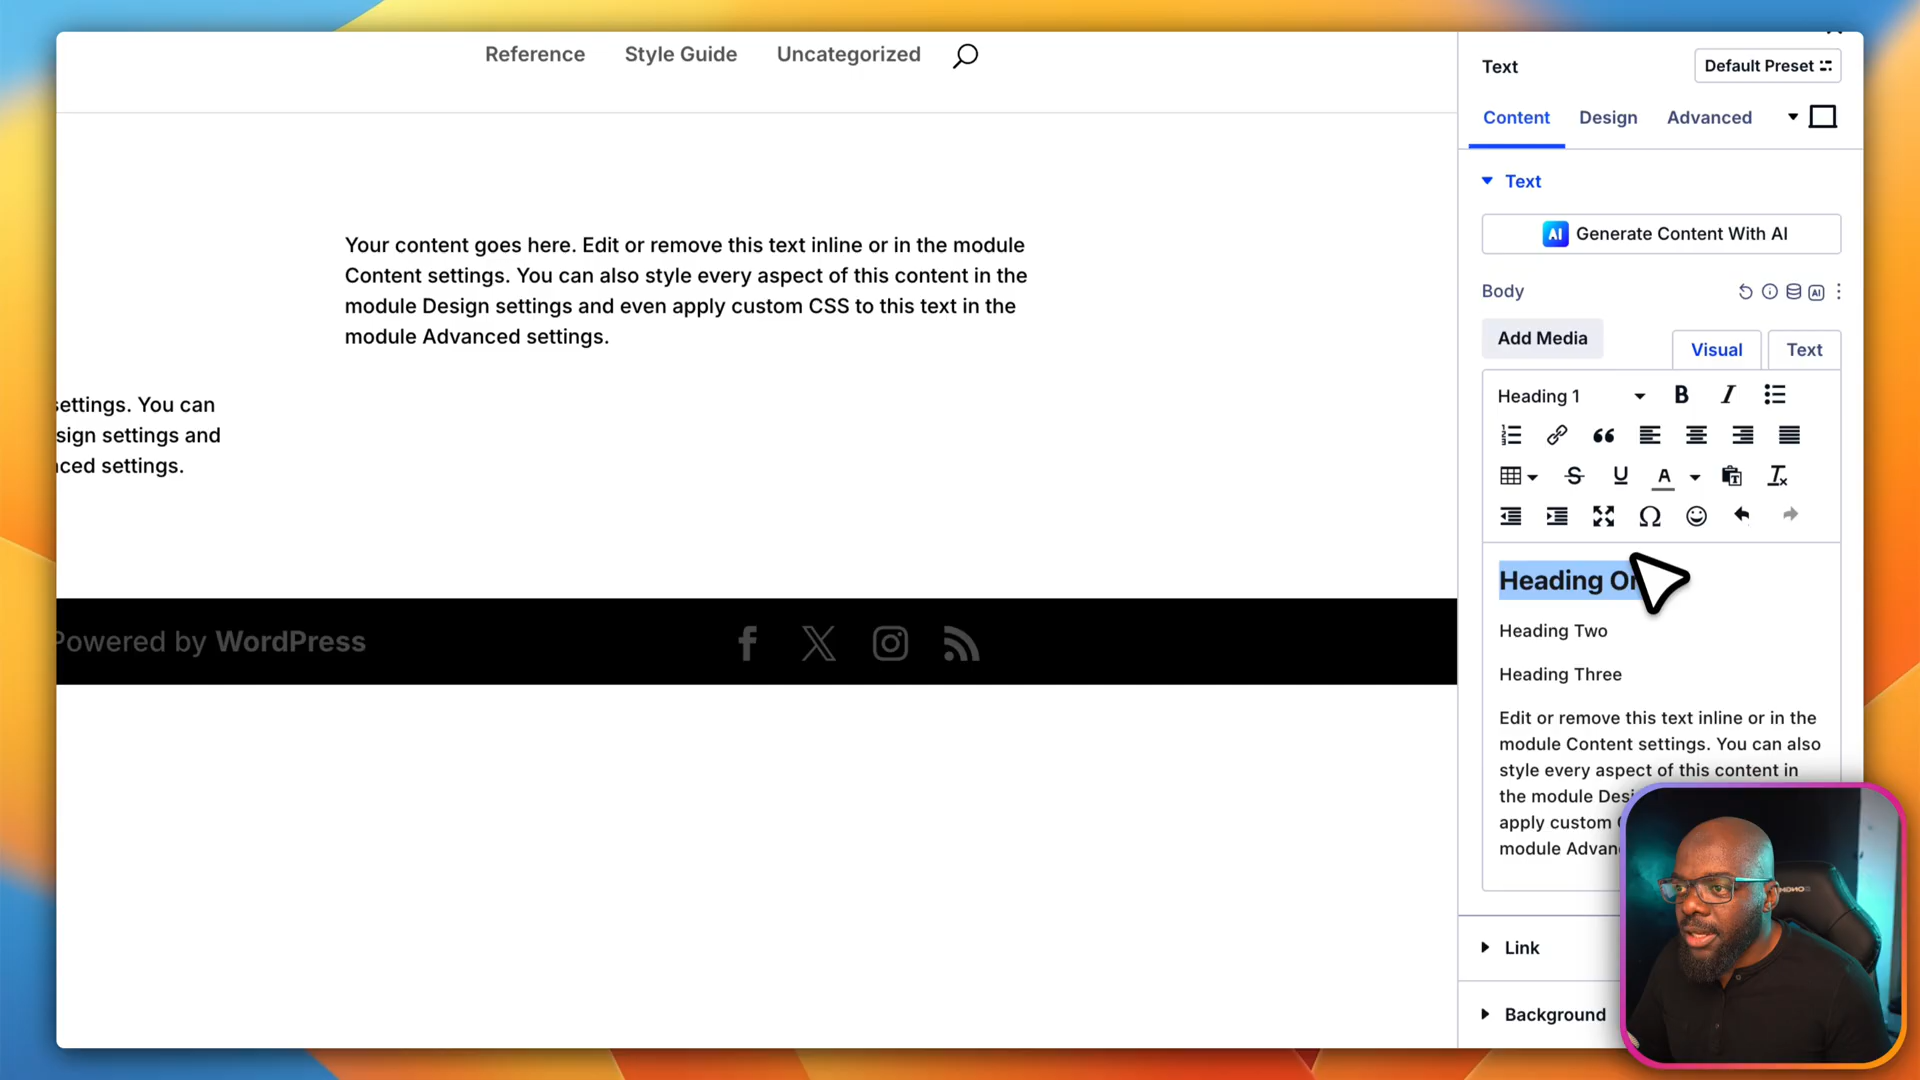 Reference Style Guide Uncategorized
Your content goes here. Edit or remove this text inline or in the module
Content settings. You can also style every aspect of this content in the
module Design settings and even apply custom CSS to this text in the
module Advanced settings.
settings. You can
sign settings and
nced settings.
Powered by WordPress
Text
Default Preset
Content Design Advanced
Text
AI Generate Content With AI
Body
AI
Add Media
Visual Text
Heading 1
Heading
Heading Two
Heading Three
Edit or remove this text inline or in the
module Content settings. You can also
style every aspect of this content in
the module
apply custom
module
Link
Background